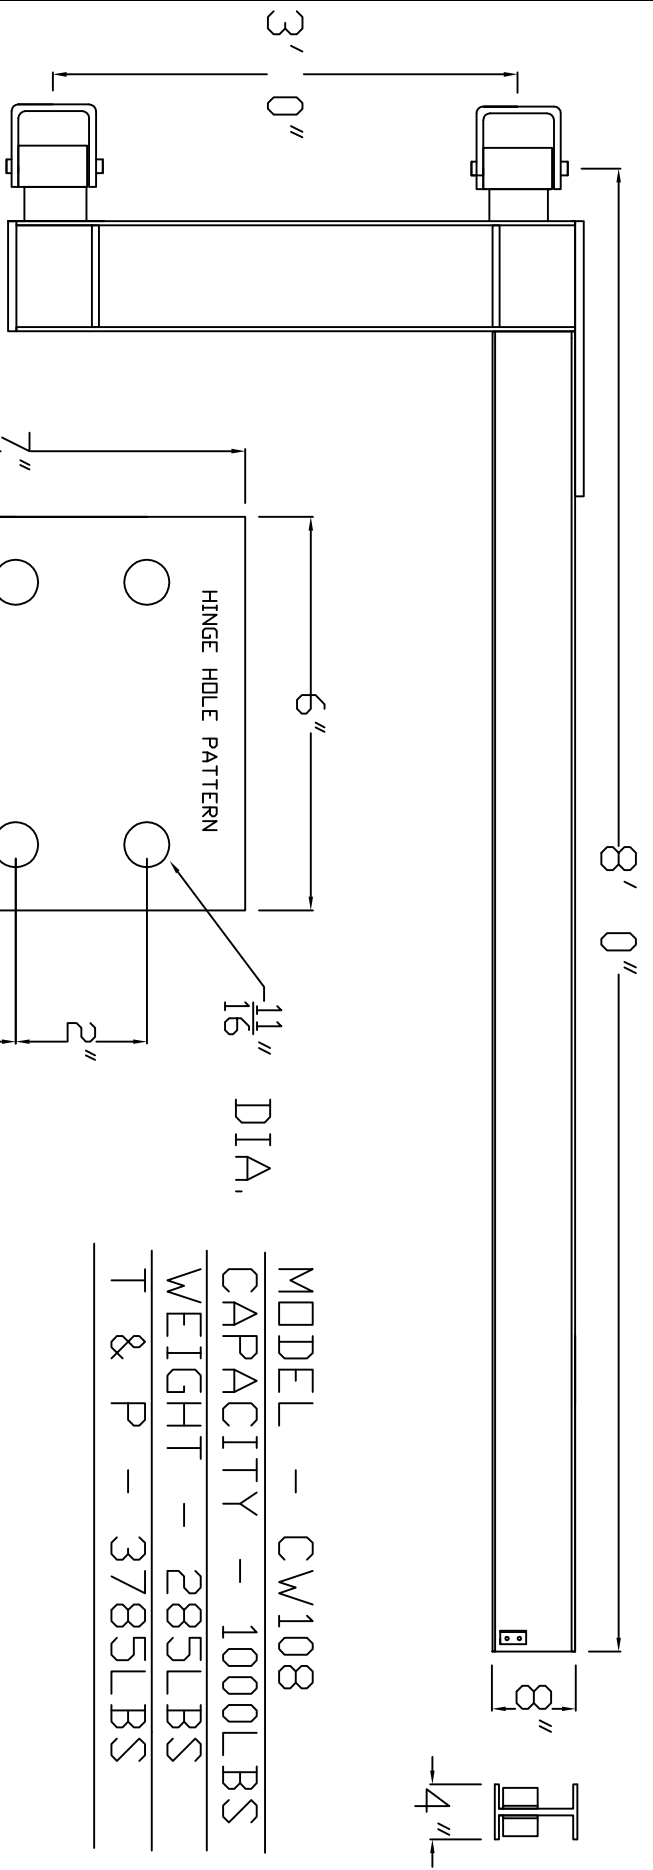 8' 0"
8"
4"
3' 0"
6"
HINGE HOLE PATTERN
7"
11/16" DIA.
2"
MODEL - CW108
CAPACITY - 1000LBS
WEIGHT - 285LBS
T & P - 3785LBS